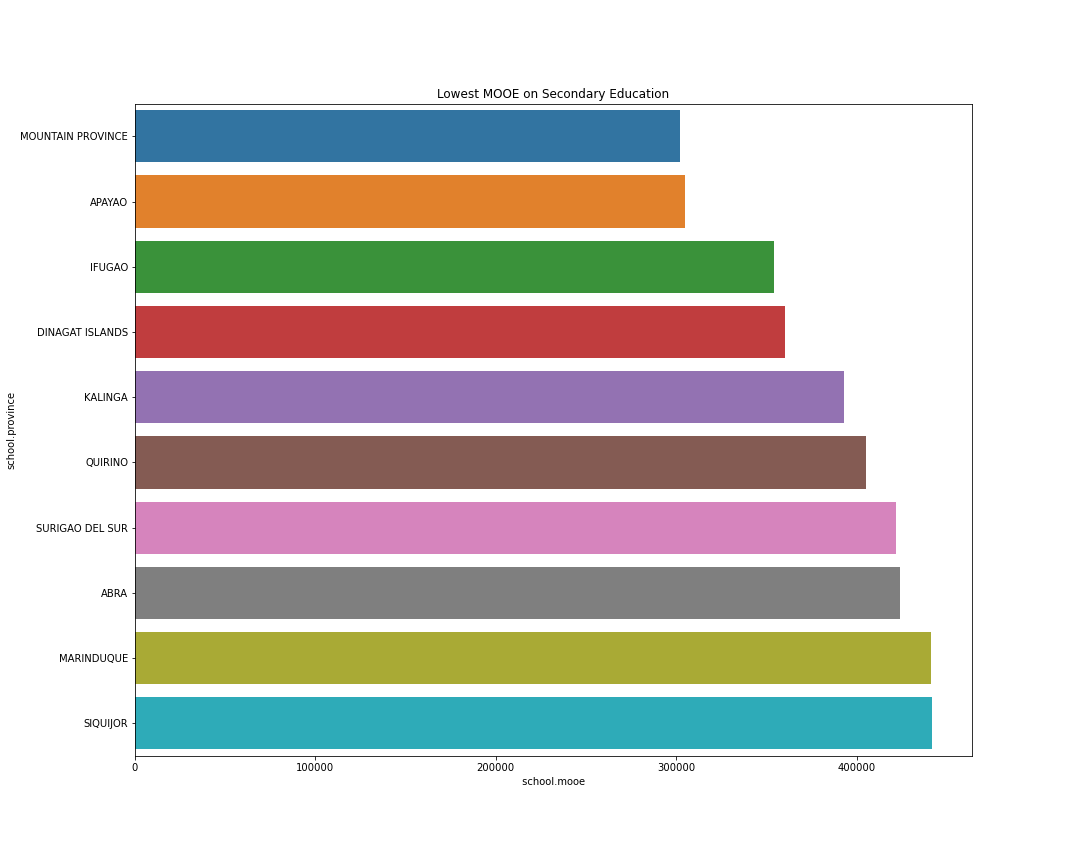 Lowest MOOE on Secondary Education
school.province
MOUNTAIN PROVINCE
APAYAO
IFUGAO
DINAGAT ISLANDS
KALINGA
QUIRINO
SURIGAO DEL SUR
ABRA
MARINDUQUE
SIQUIJOR
0 100000 200000 300000 400000
school.mooe